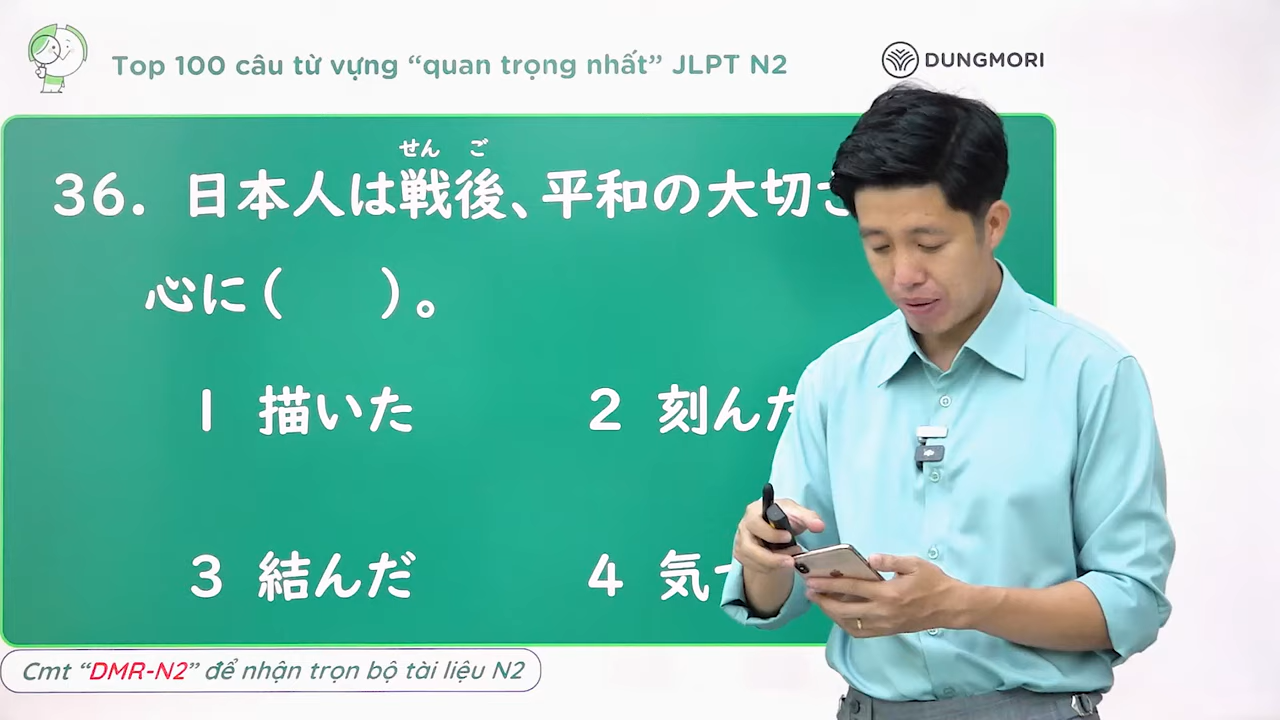 Top 100 câu từ vựng “quan trọng nhất” JLPT N2
DUNGMORI
せんご
36. 日本人は戦後、平和の大切
心に(　　)。
1 描いた
2 刻んだ
3 結んだ
4 気
Cmt “DMR-N2” để nhận trọn bộ tài liệu N2